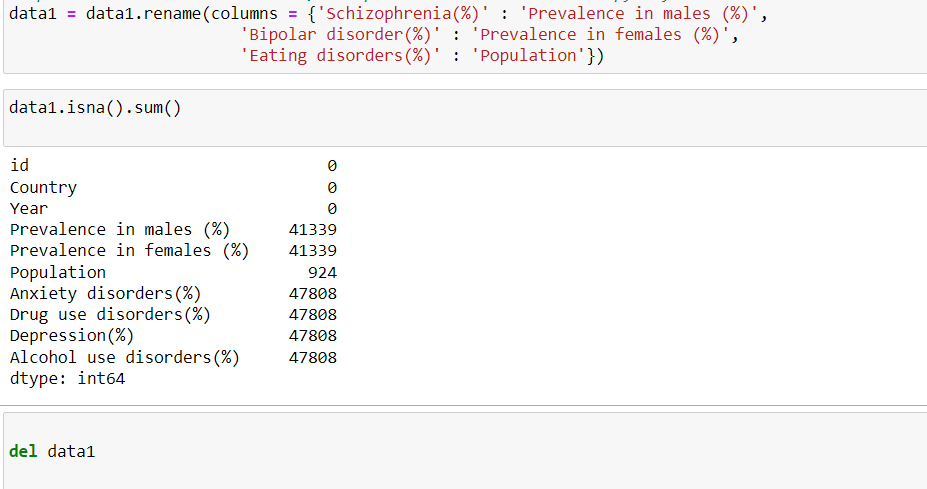 data1 = data1.rename(columns = {'Schizophrenia(%)' : 'Prevalence in males (%)',
'Bipolar disorder(%)' : 'Prevalence in females (%)',
'Eating disorders(%)' : 'Population'})
data1.isna().sum()
id 0
Country 0
Year 0
Prevalence in males (%) 41339
Prevalence in females (%) 41339
Population 924
Anxiety disorders(%) 47808
Drug use disorders(%) 47808
Depression(%) 47808
Alcohol use disorders(%) 47808
dtype: int64
del data1